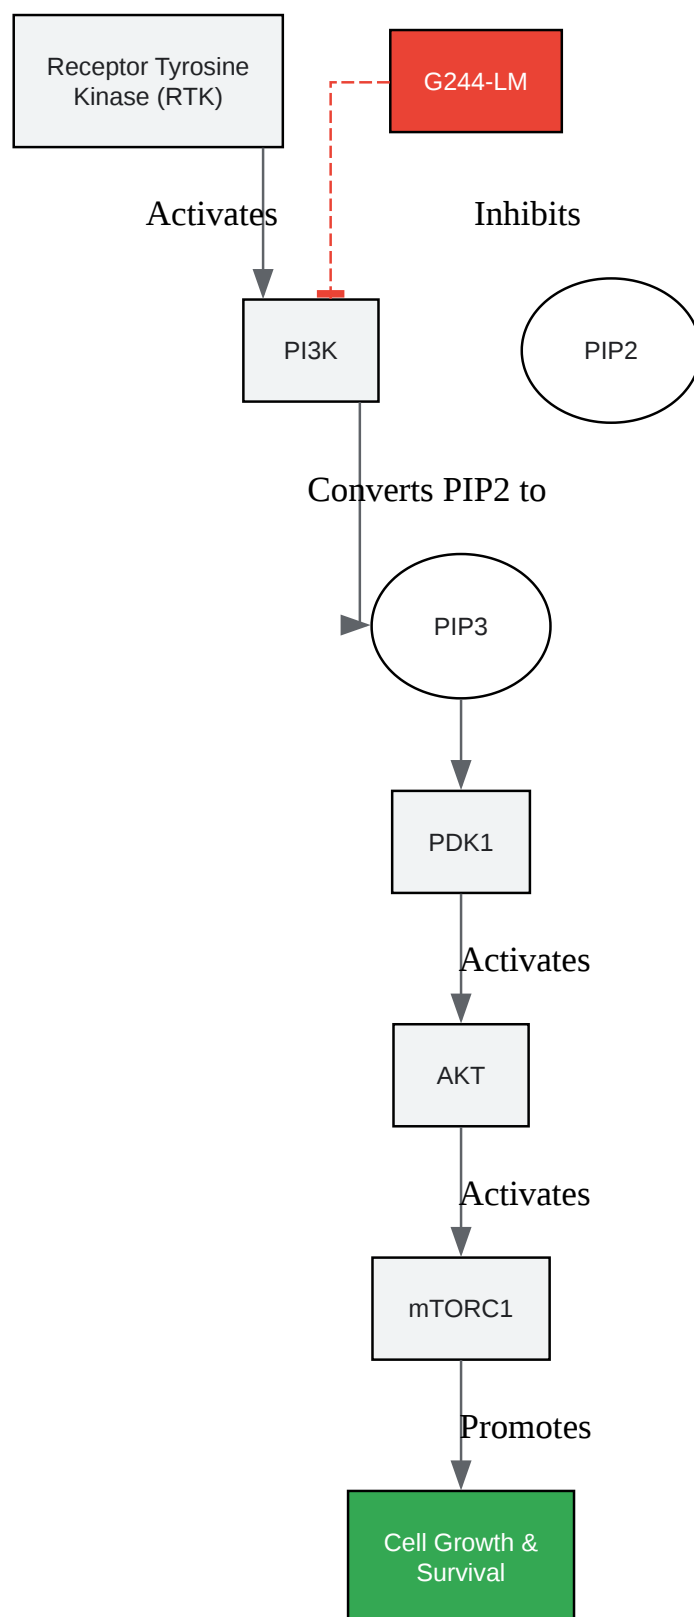 Receptor Tyrosine
Kinase (RTK)
G244-LM
Activates
Inhibits
PI3K
PIP2
Converts PIP2 to
PIP3
PDK1
Activates
AKT
Activates
mTORC1
Promotes
Cell Growth &
Survival